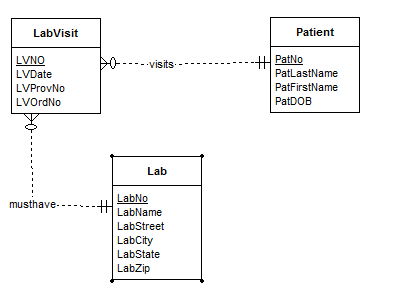 LabVisit
LVNO
LVDate
LVProvNo
LVOrdNo
visits
Patient
PatNo
PatLastName
PatFirstName
PatDOB
musthave
Lab
LabNo
LabName
LabStreet
LabCity
LabState
LabZip